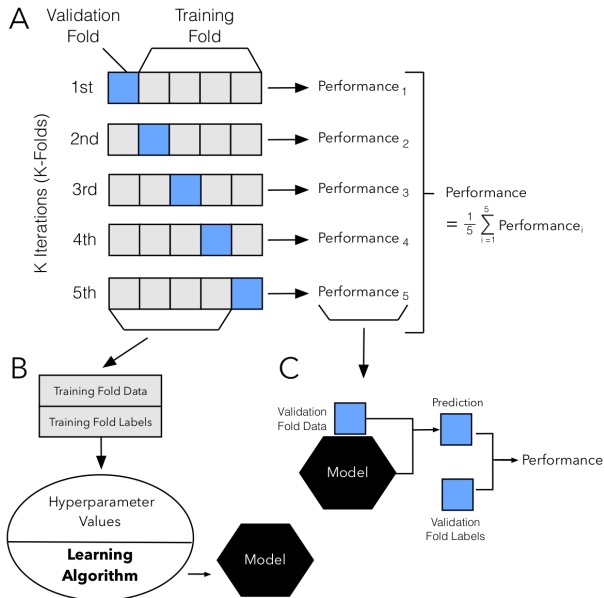 A
Validation
Fold
Training
Fold
K Iterations (K-Folds)
1st
Performance 1
2nd
Performance 2
3rd
Performance 3
4th
Performance 4
5th
Performance 5
Performance
= 1/5 5 ∑ i=1 Performance i
B
Training Fold Data
Training Fold Labels
Hyperparameter
Values
Learning
Algorithm
Model
C
Validation
Fold Data
Model
Prediction
Validation
Fold Labels
Performance